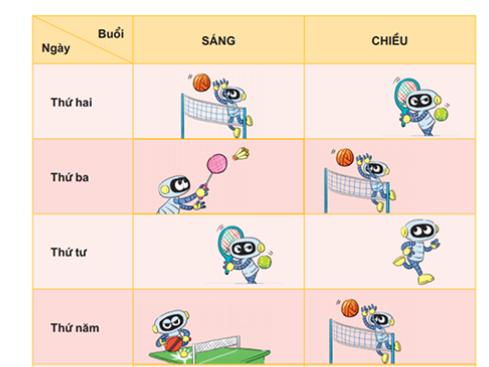 Buổi
Ngày
SÁNG
CHIỀU
Thứ hai
Thứ ba
Thứ tư
Thứ năm